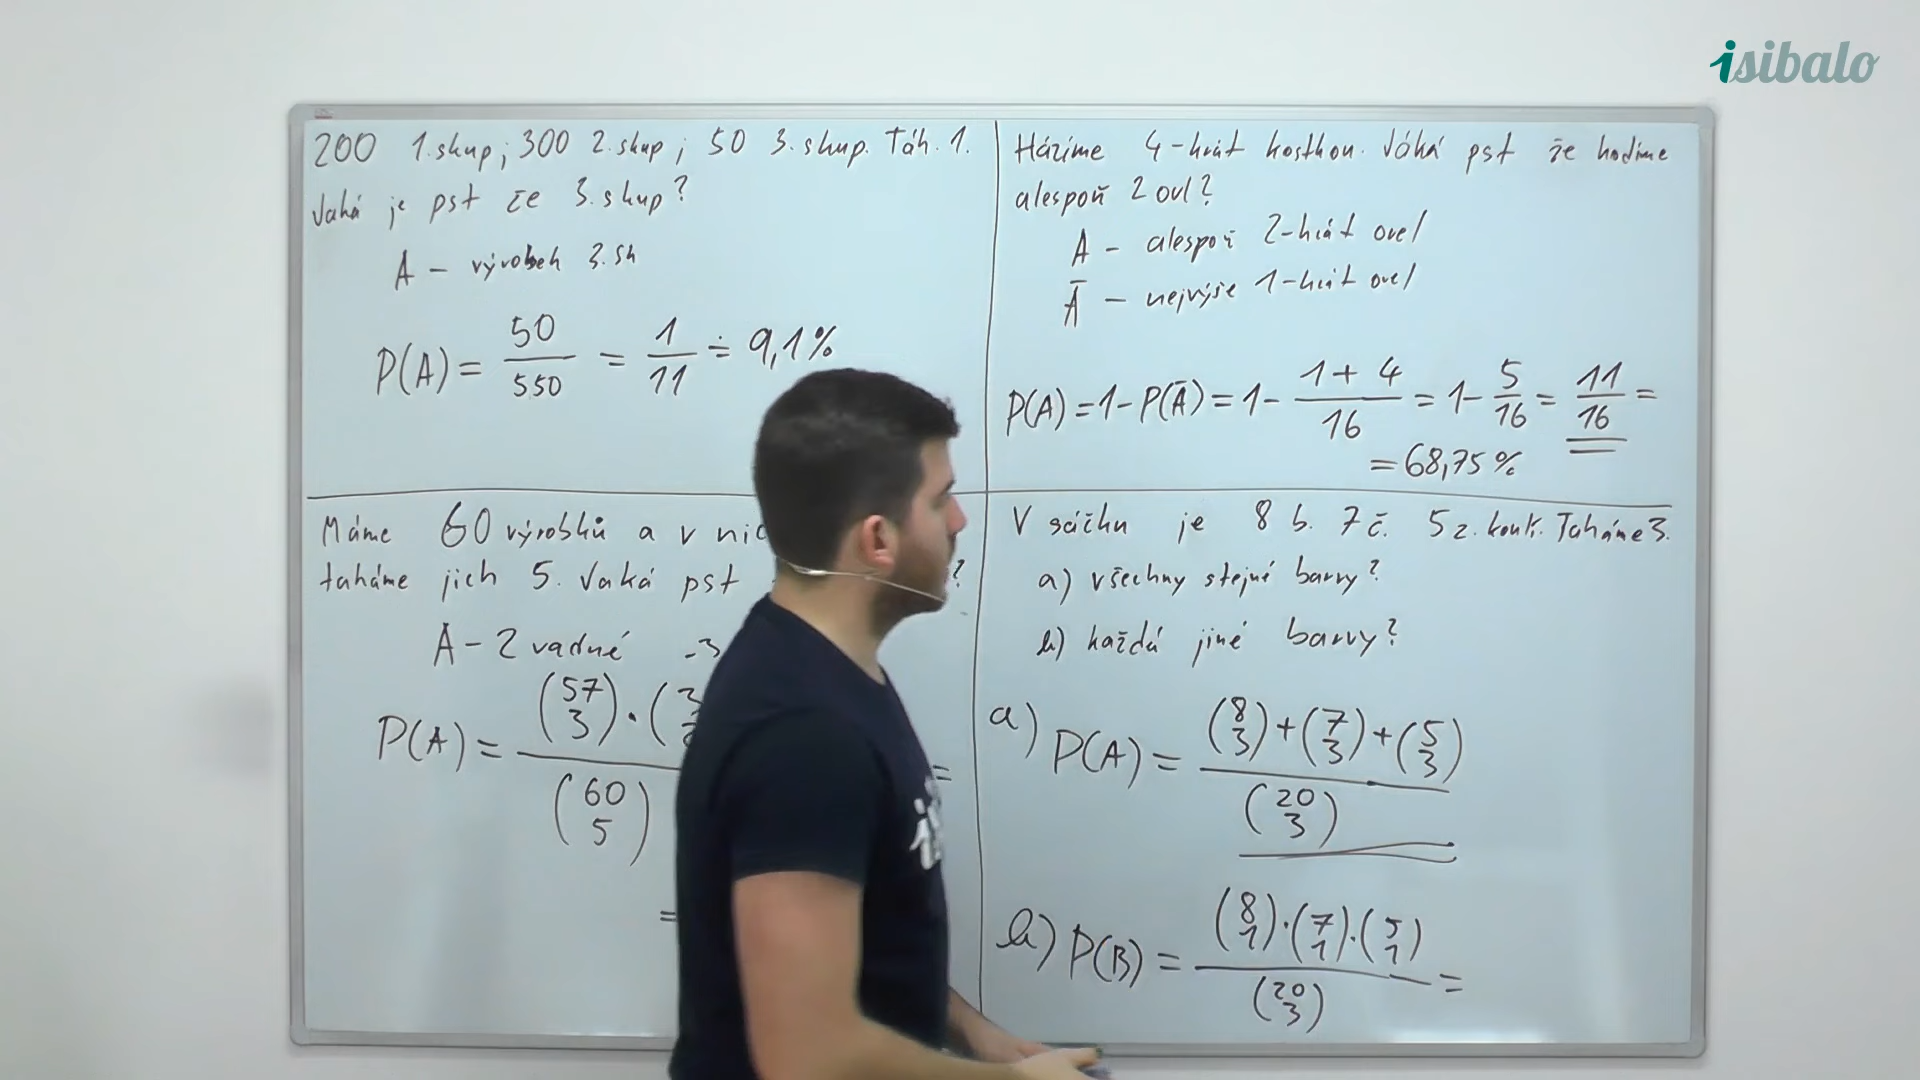 isibalo
200 1.skup; 300 2.skup; 50 3.skup. Táh. 1.
Jaká je pst že 3.skup?
A – výrobek 3.sk
P(A) = 50/550 = 1/11 ≐ 9,1%
Házíme 4-krát kostkou. Jaká pst že hodíme
alespoň 2 orl?
A – alespoň 2-krát orel
Ā – nejvýše 1-krát orel
P(A) = 1 - P(Ā) = 1 - (1+4)/16 = 1 - 5/16 = 11/16 =
= 68,75 %
Máme 60 výrobků a v nic
taháme jich 5. Jaká pst ?
A – 2 vadné -3
P(A) = (57 3) · (3
(60 5)
=
=
V sáčku je 8 b. 7 č. 5 z. koulí. Taháme 3.
a) všechny stejné barvy?
b) každá jiné barvy?
a) P(A) = ((8 3) + (7 3) + (5 3)) / (20 3)
b) P(B) = ((8 1) · (7 1) · (5 1)) / (20 3) =